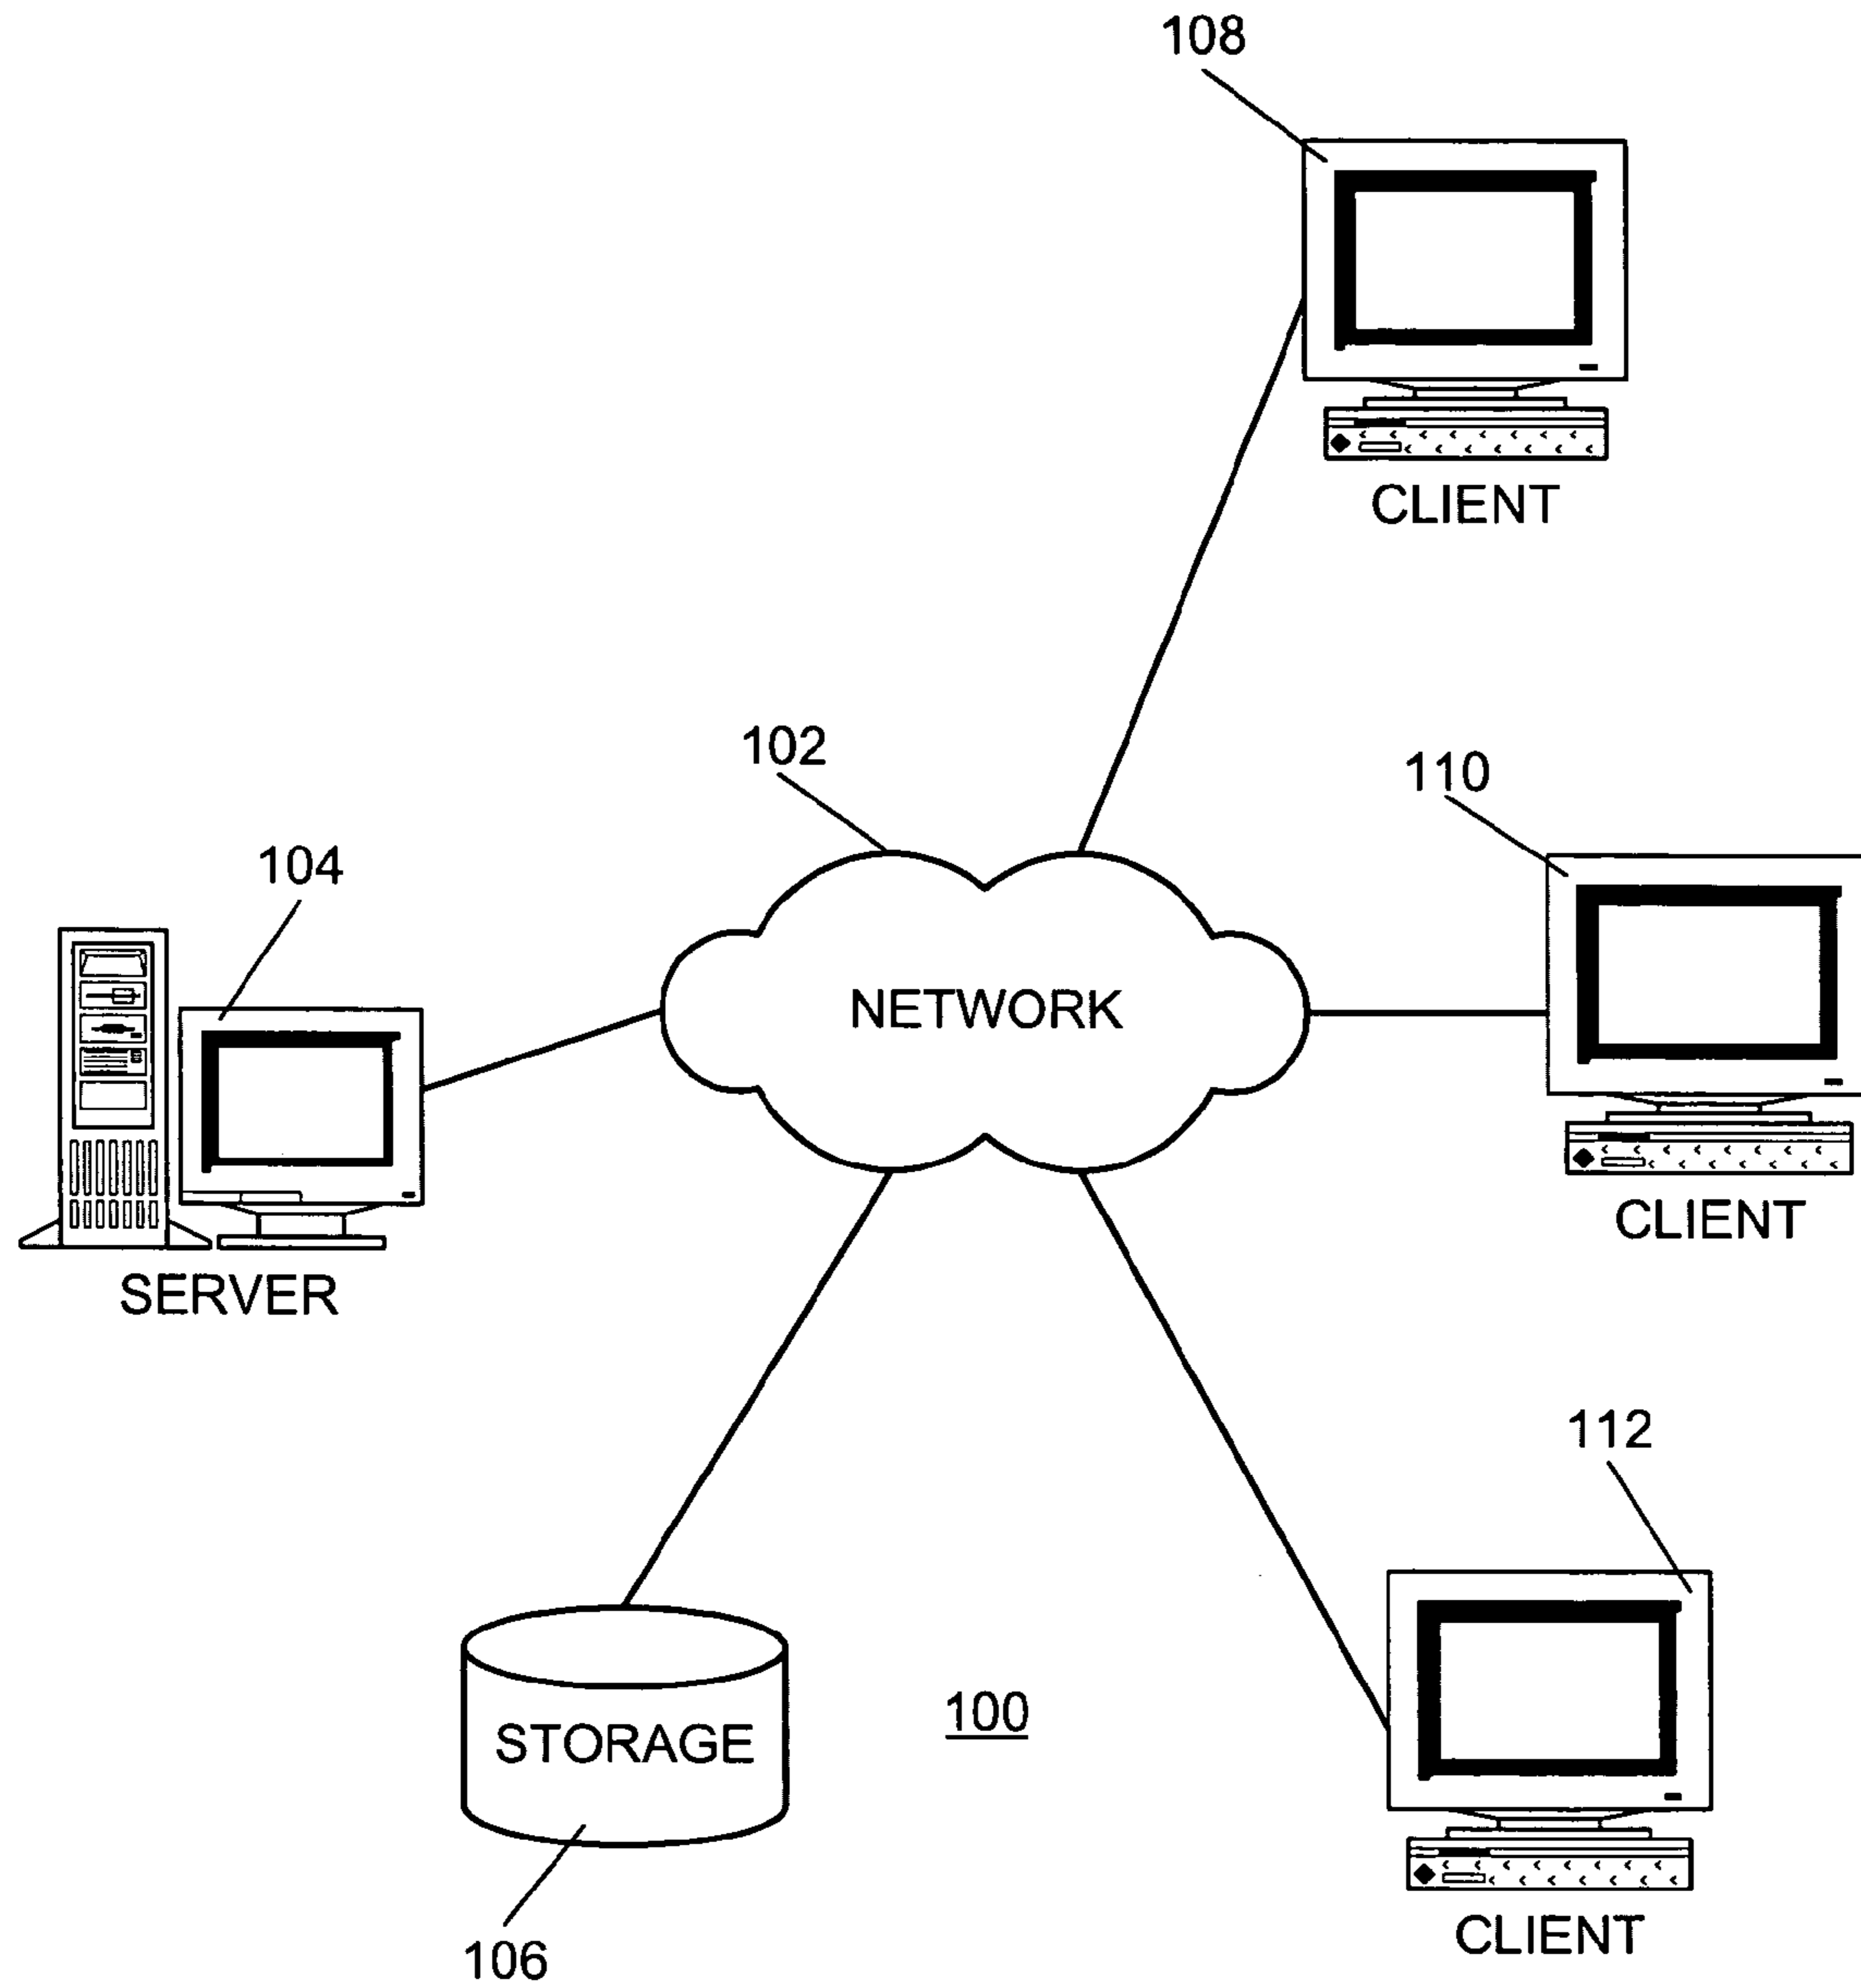 108
CLIENT
102
110
104
NETWORK
CLIENT
SERVER
112
STORAGE
100
106
CLIENT